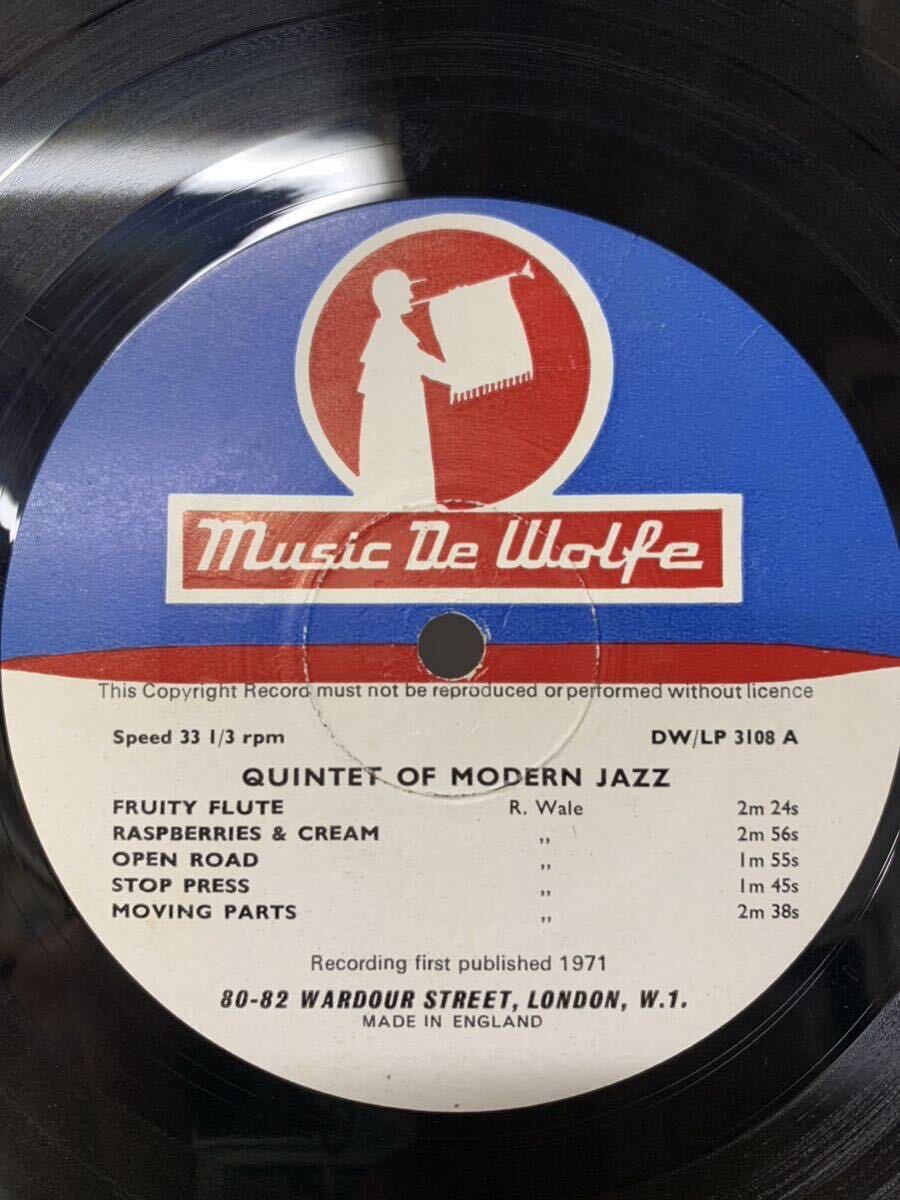 Music De Wolfe
This Copyright Record must not be reproduced or performed without licence
Speed 33 1/3 rpm DW/LP 3108 A
QUINTET OF MODERN JAZZ
FRUITY FLUTE R. Wale 2m 24s
RASPBERRIES & CREAM ,, 2m 56s
OPEN ROAD ,, 1m 55s
STOP PRESS ,, 1m 45s
MOVING PARTS ,, 2m 38s
Recording first published 1971
80-82 WARDOUR STREET, LONDON, W.1.
MADE IN ENGLAND